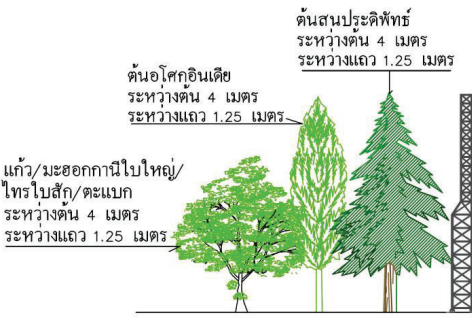 ต้นสนประดิพัทธ์
ระหว่างต้น 4 เมตร
ระหว่างแถว 1.25 เมตร
ต้นอโศกอินเดีย
ระหว่างต้น 4 เมตร
ระหว่างแถว 1.25 เมตร
แก้ว/มะฮอกกานีใบใหญ่/
ไทรใบสัก/ตะแบก
ระหว่างต้น 4 เมตร
ระหว่างแถว 1.25 เมตร